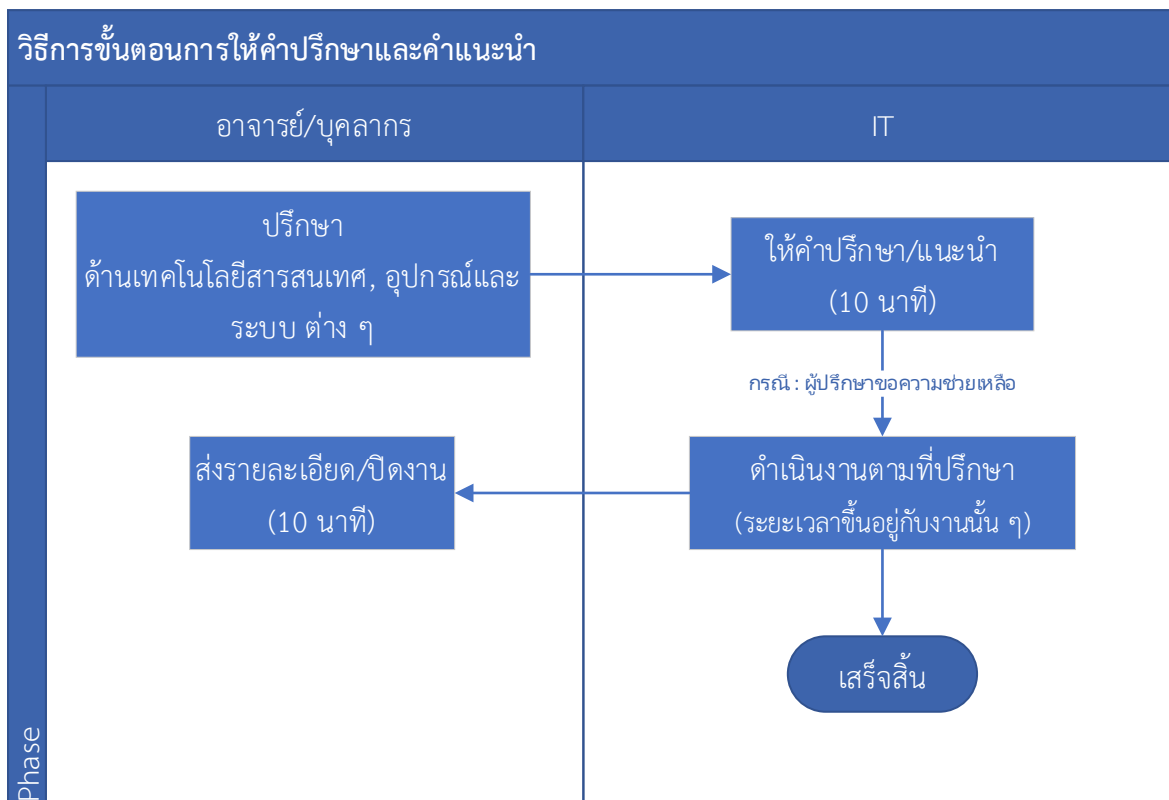 วิธีการขั้นตอนการให้คำปรึกษาและคำแนะนำ
อาจารย์/บุคลากร
IT
ปรึกษา
ด้านเทคโนโลยีสารสนเทศ, อุปกรณ์และ
ระบบ ต่าง ๆ
ให้คำปรึกษา/แนะนำ
(10 นาที)
กรณี : ผู้ปรึกษาขอความช่วยเหลือ
ส่งรายละเอียด/ปิดงาน
(10 นาที)
ดำเนินงานตามที่ปรึกษา
(ระยะเวลาขึ้นอยู่กับงานนั้น ๆ)
เสร็จสิ้น
Phase